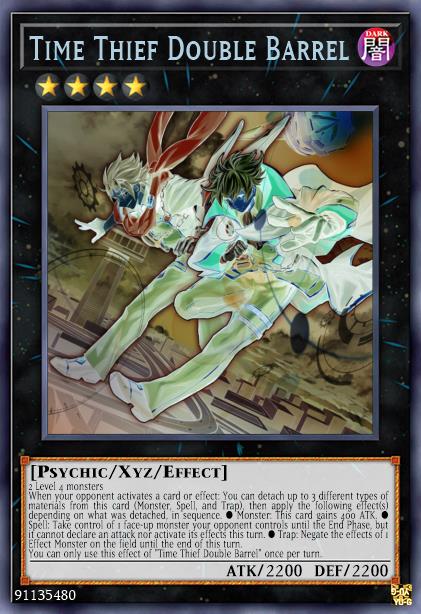 TIME THIEF DOUBLE BARREL
DARK
闇
[PSYCHIC/XYZ/EFFECT]
2 Level 4 monsters
When your opponent activates a card or effect: You can detach up to 3 different types of
materials from this card (Monster, Spell, and Trap), then apply the following effect(s)
depending on what was detached, in sequence. ● Monster: This card gains 400 ATK. ●
Spell: Take control of 1 face-up monster your opponent controls until the End Phase, but
it cannot declare an attack nor activate its effects this turn. ● Trap: Negate the effects of 1
Effect Monster on the field until the end of this turn.
You can only use this effect of "Time Thief Double Barrel" once per turn.
ATK/2200 DEF/2200
91135480